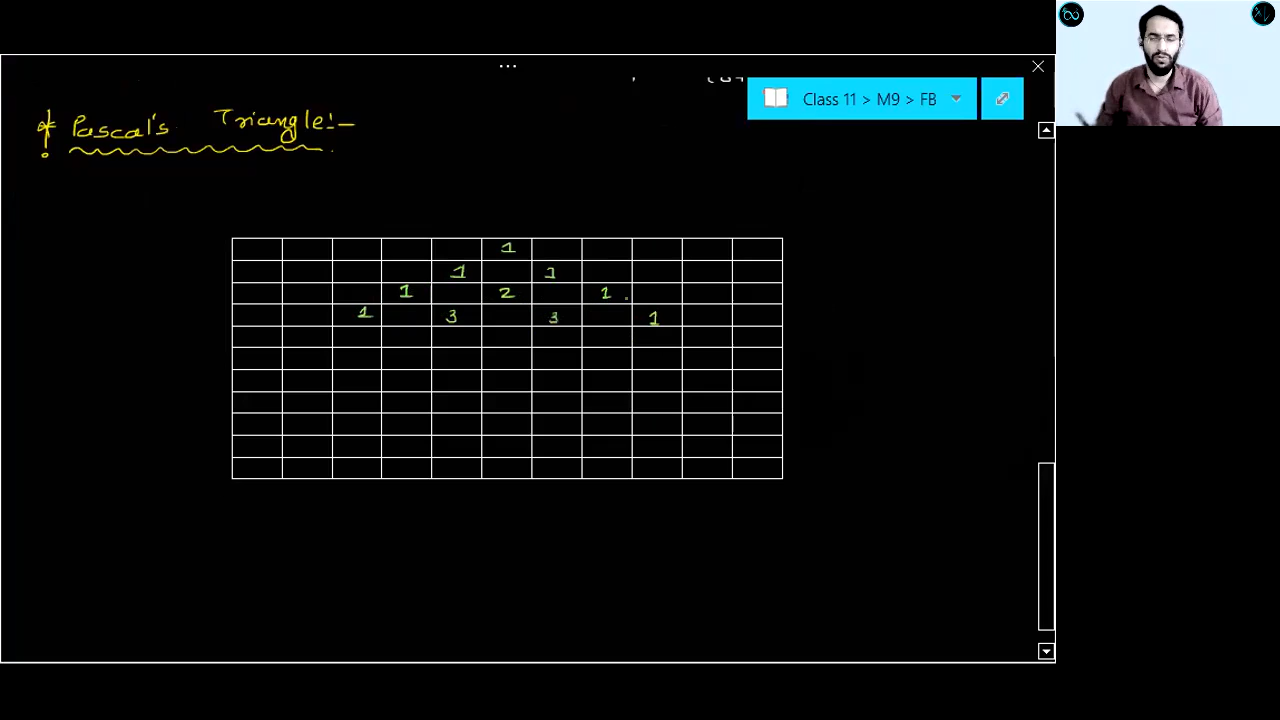 ...
Class 11 > M9 > FB
* Pascal's Triangle:-
1
1 1
1 2 1
1 3 3 1